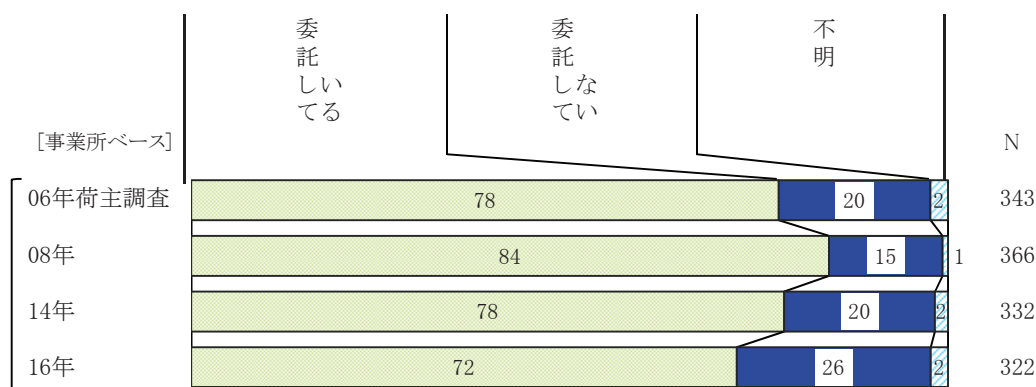 委託している
委託してない
不明
[事業所ベース]
N
06年荷主調査 78 20 2 343
08年 84 15 1 366
14年 78 20 2 332
16年 72 26 2 322